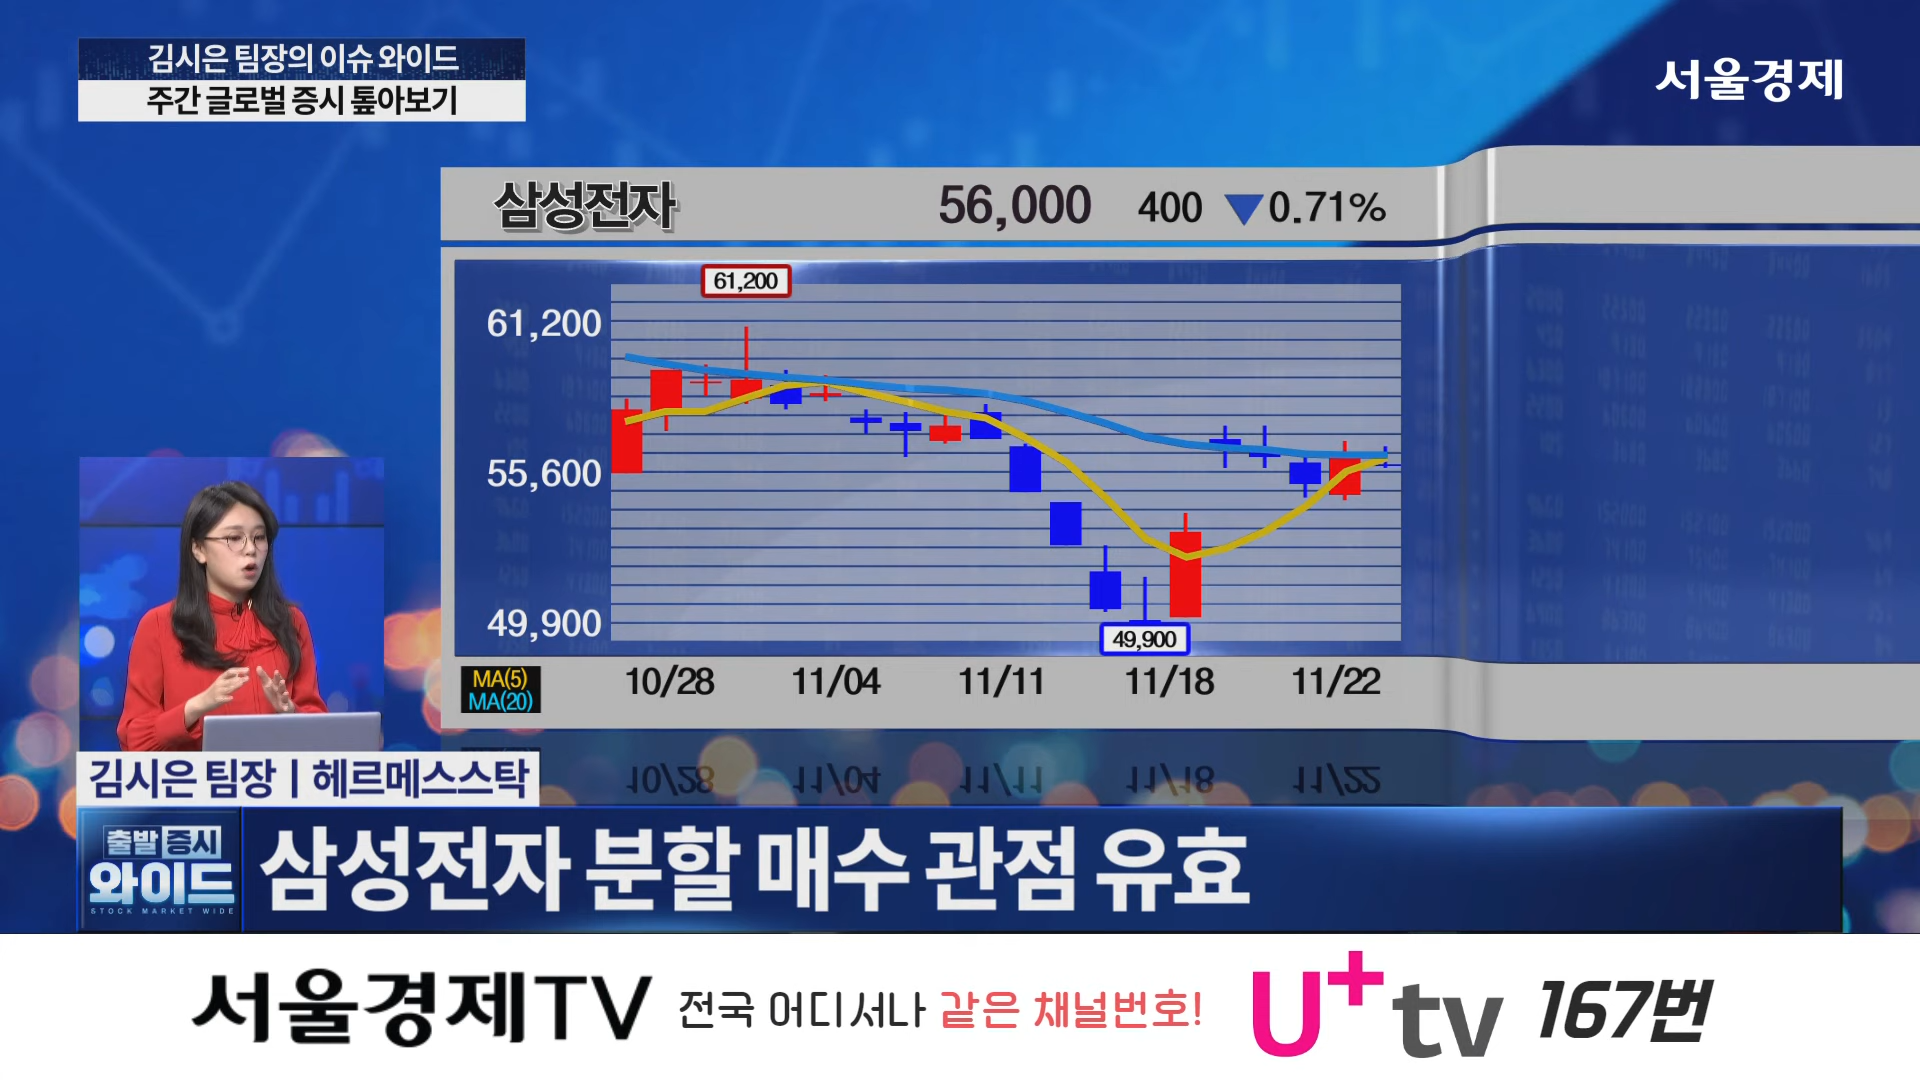 김시은 팀장의 이슈 와이드
주간 글로벌 증시 톺아보기
서울경제
삼성전자 56,000 400 ▼0.71%
61,200
61,200
55,600
49,900
49,900
MA(5)
MA(20)
10/28 11/04 11/11 11/18 11/22
김시은 팀장 | 헤르메스스탁
출발 증시
와이드
STOCK MARKET WIDE
삼성전자 분할 매수 관점 유효
서울경제TV 전국 어디서나 같은 채널번호! U+tv 167번